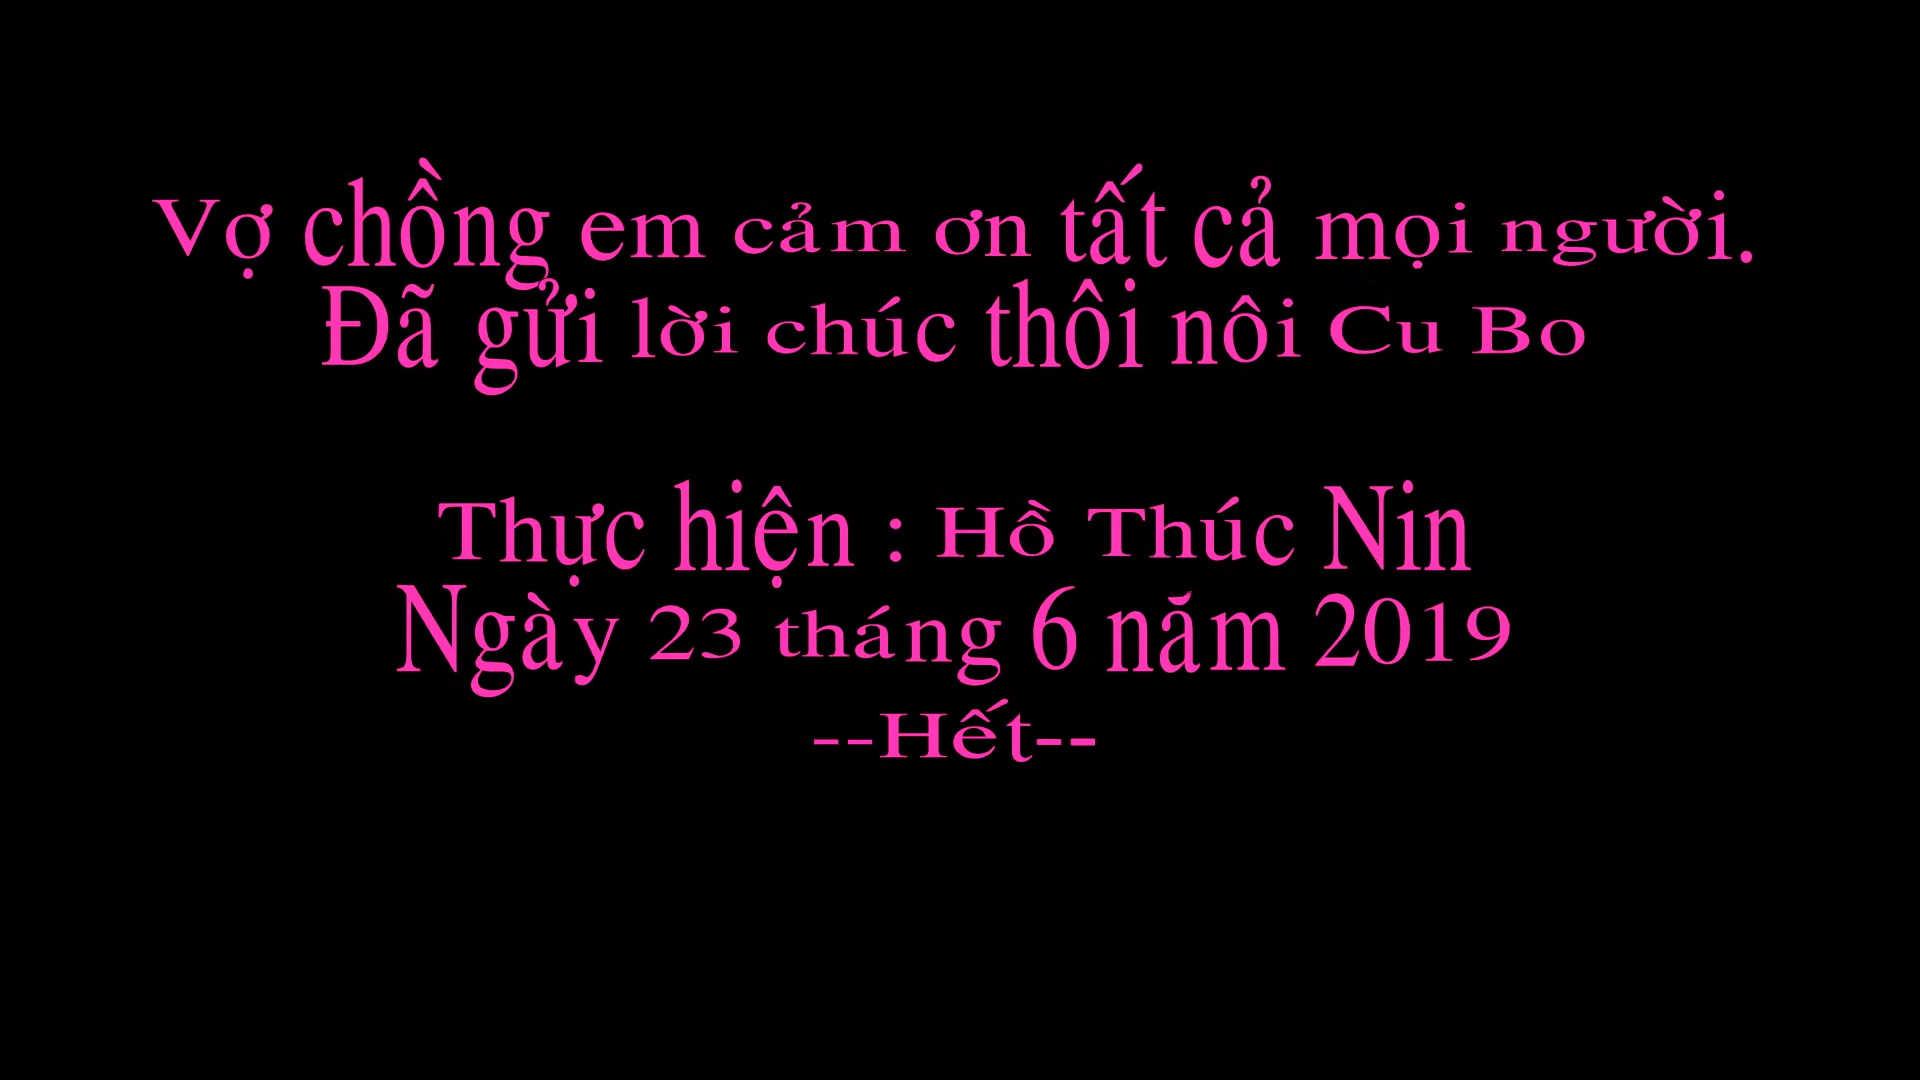 Vợ chồng em cảm ơn tất cả mọi người.
Đã gửi lời chúc thôi nôi Cu Bo
Thực hiện : Hồ Thúc Nin
Ngày 23 tháng 6 năm 2019
--Hết--